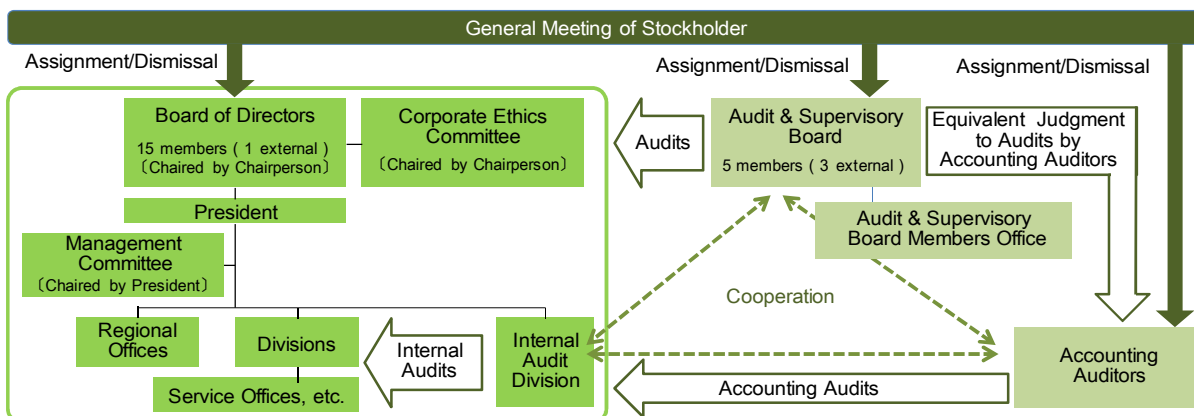 General Meeting of Stockholder
Assignment/Dismissal
Assignment/Dismissal
Assignment/Dismissal
Board of Directors
15 members ( 1 external )
〔Chaired by Chairperson〕
Corporate Ethics
Committee
〔Chaired by Chairperson〕
Audits
Audit & Supervisory
Board
5 members ( 3 external )
Equivalent Judgment
to Audits by
Accounting Auditors
President
Audit & Supervisory
Board Members Office
Management
Committee
〔Chaired by President〕
Cooperation
Regional
Offices
Divisions
Internal
Audits
Internal
Audit
Division
Accounting
Auditors
Service Offices, etc.
Accounting Audits